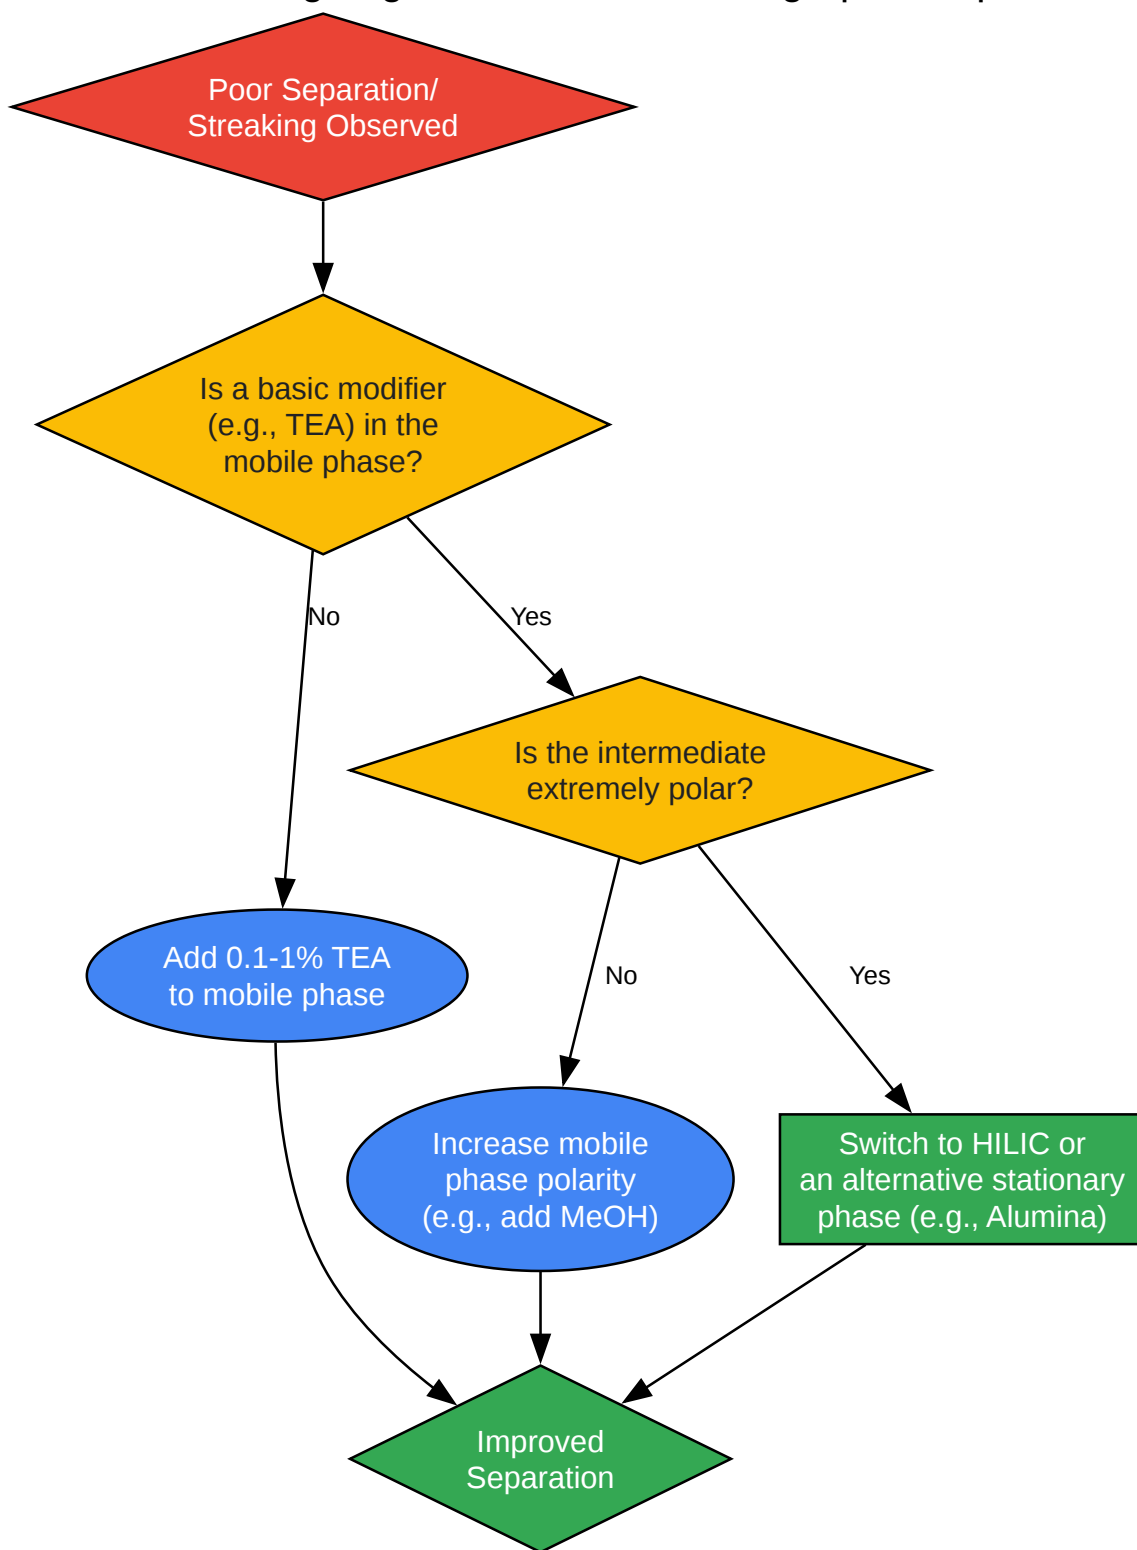 Poor Separation/
Streaking Observed
Is a basic modifier
(e.g., TEA) in the
mobile phase?
No
Yes
Is the intermediate
extremely polar?
Add 0.1-1% TEA
to mobile phase
No
Yes
Increase mobile
phase polarity
(e.g., add MeOH)
Switch to HILIC or
an alternative stationary
phase (e.g., Alumina)
Improved
Separation